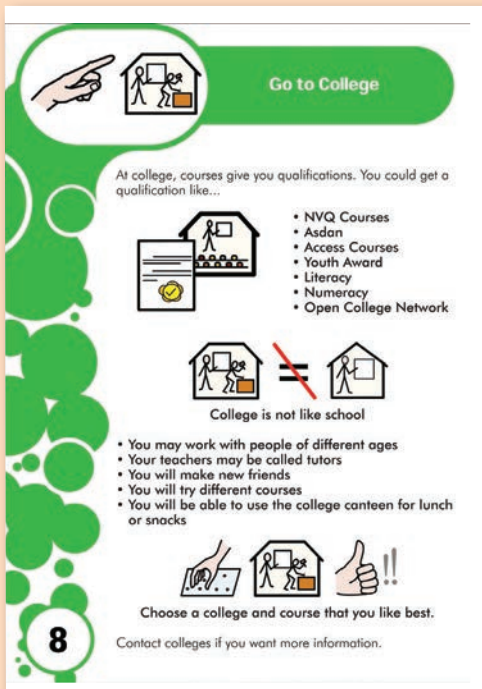 Go to College
At college, courses give you qualifications. You could get a
qualification like...
• NVQ Courses
• Asdan
• Access Courses
• Youth Award
• Literacy
• Numeracy
• Open College Network
College is not like school
• You may work with people of different ages
• Your teachers may be called tutors
• You will make new friends
• You will try different courses
• You will be able to use the college canteen for lunch
or snacks
!!
Choose a college and course that you like best.
8
Contact colleges if you want more information.